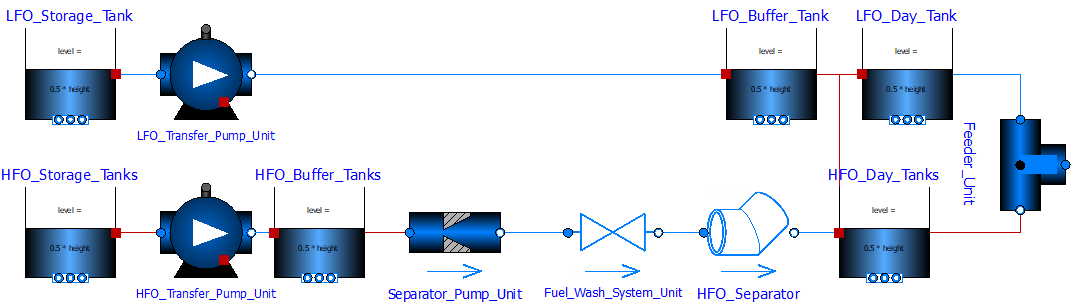 LFO_Storage_Tank
LFO_Buffer_Tank
LFO_Day_Tank
level =
level =
level =
0.5 * height
0.5 * height
0.5 * height
LFO_Transfer_Pump_Unit
Feeder_Unit
HFO_Storage_Tanks
HFO_Buffer_Tanks
HFO_Day_Tanks
level =
level =
level =
0.5 * height
0.5 * height
0.5 * height
HFO_Transfer_Pump_Unit
Separator_Pump_Unit
Fuel_Wash_System_Unit
HFO_Separator